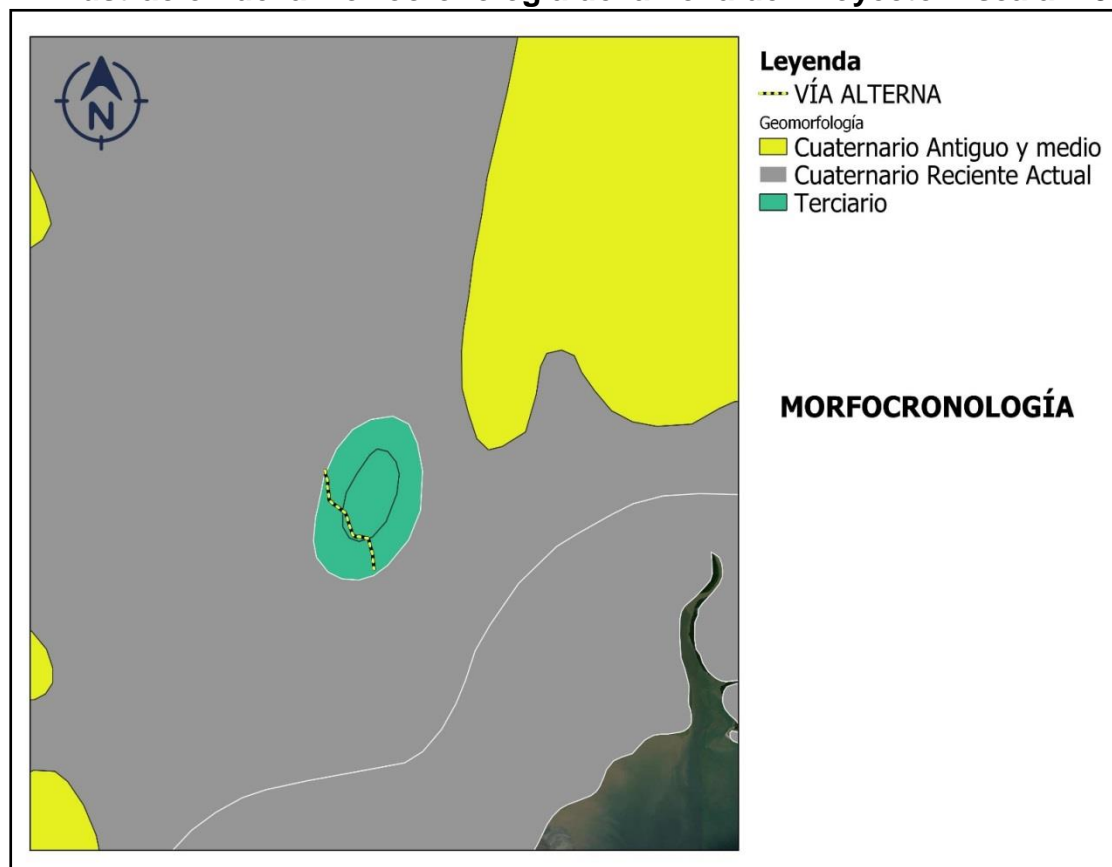 N
Leyenda
VÍA ALTERNA
Geomorfología
Cuaternario Antiguo y medio
Cuaternario Reciente Actual
Terciario
MORFOCRONOLOGÍA